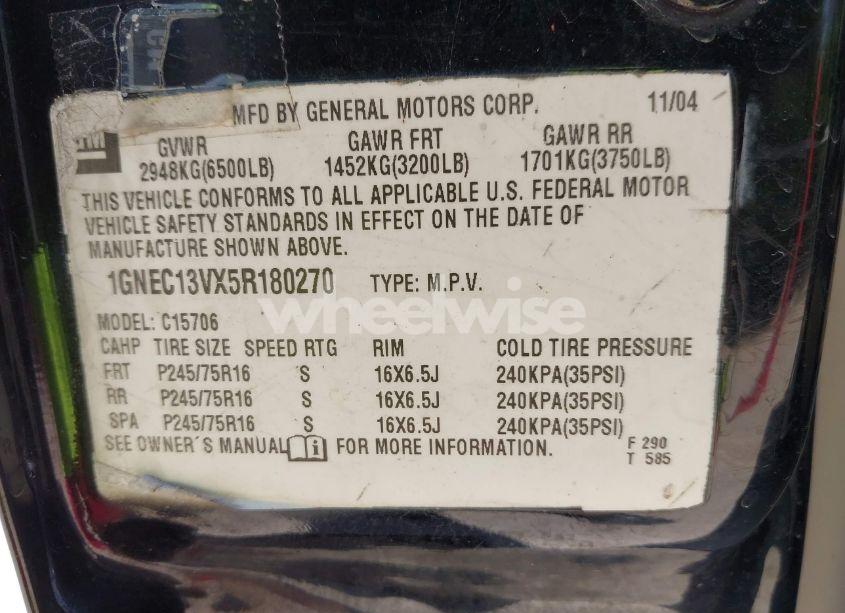 MFD BY GENERAL MOTORS CORP. 11/04
GM
GVWR GAWR FRT GAWR RR
2948KG(6500LB) 1452KG(3200LB) 1701KG(3750LB)
THIS VEHICLE CONFORMS TO ALL APPLICABLE U.S. FEDERAL MOTOR
VEHICLE SAFETY STANDARDS IN EFFECT ON THE DATE OF
MANUFACTURE SHOWN ABOVE.
1GNEC13VX5R180270 TYPE: M.P.V.
wheelwise
MODEL: C15706
CAHP TIRE SIZE SPEED RTG RIM COLD TIRE PRESSURE
FRT P245/75R16 S 16X6.5J 240KPA(35PSI)
RR P245/75R16 S 16X6.5J 240KPA(35PSI)
SPA P245/75R16 S 16X6.5J 240KPA(35PSI)
SEE OWNER´S MANUAL FOR MORE INFORMATION.
F 290
T 585